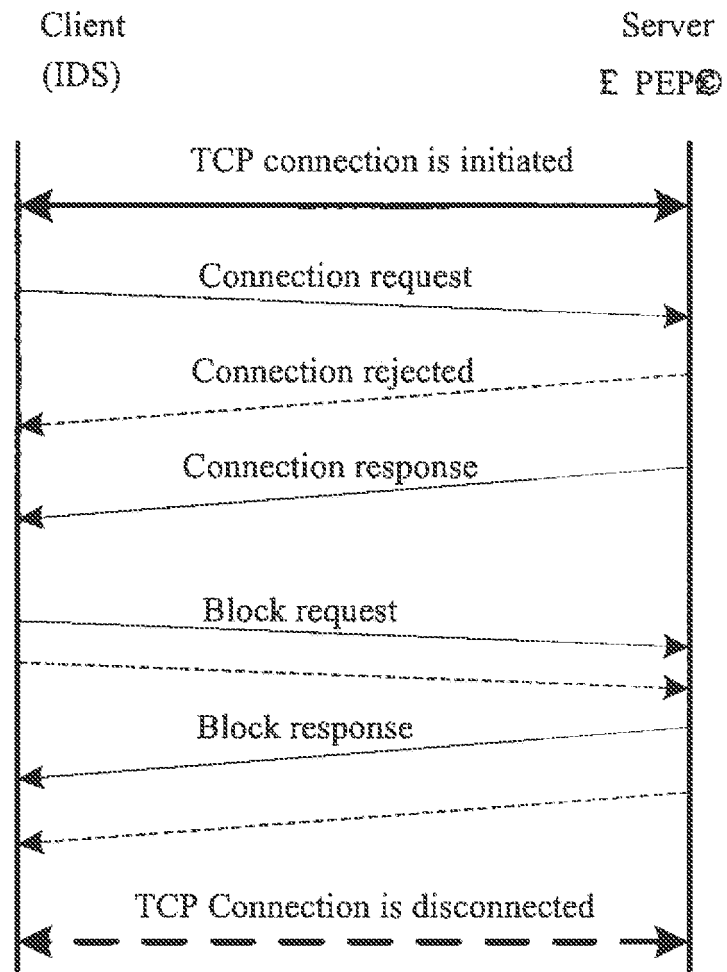 Client
(IDS)
Server
£ PEP©
TCP connection is initiated
Connection request
Connection rejected
Connection response
Block request
Block response
TCP Connection is disconnected